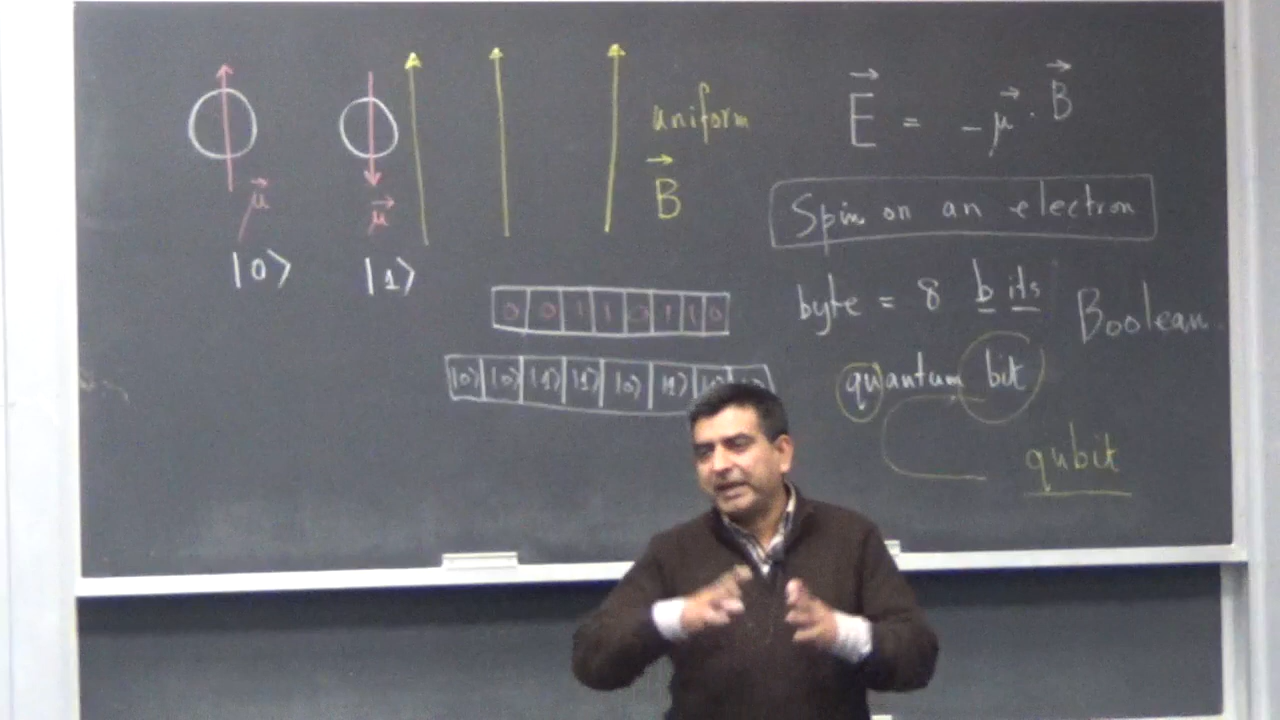 μ⃗
μ⃗
|0⟩
|1⟩
uniform
B⃗
E⃗ = -μ⃗ · B⃗
Spin on an electron
0 0 1 1 0 1 1 0
|0⟩ |0⟩ |1⟩ |1⟩ |0⟩ |1⟩
byte = 8 bits
Boolean
quantum bit
qubit